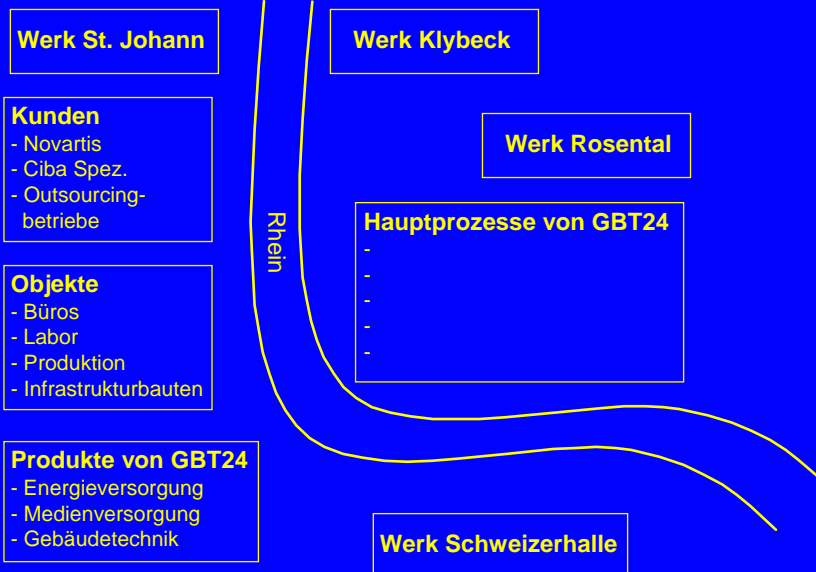 Werk St. Johann
Werk Klybeck
Kunden
- Novartis
- Ciba Spez.
- Outsourcing-
betriebe
Werk Rosental
Rhein
Hauptprozesse von GBT24
-
-
-
-
-
Objekte
- Büros
- Labor
- Produktion
- Infrastrukturbauten
Produkte von GBT24
- Energieversorgung
- Medienversorgung
- Gebäudetechnik
Werk Schweizerhalle